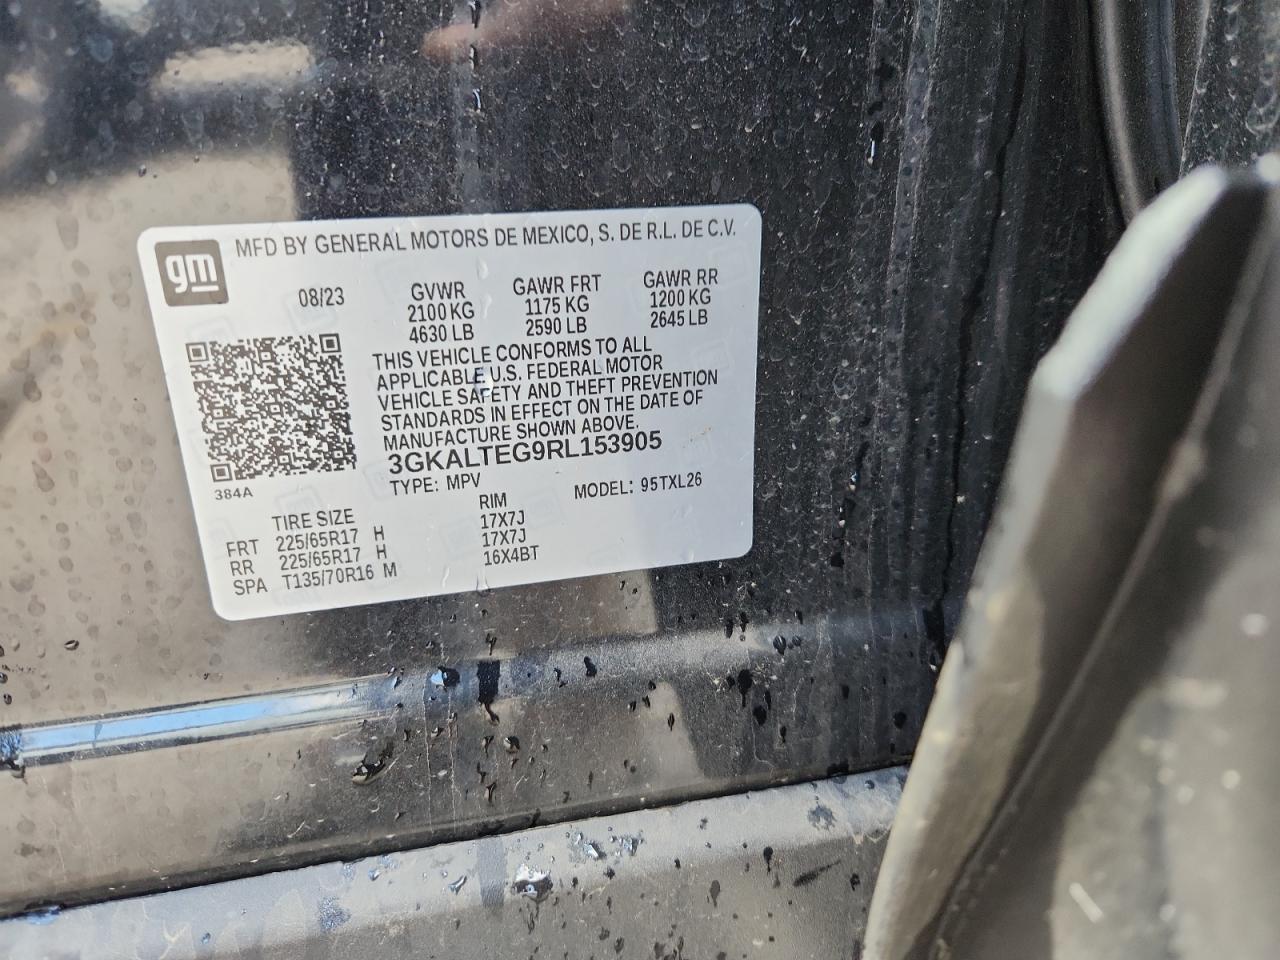 gm
MFD BY GENERAL MOTORS DE MEXICO, S. DE R.L. DE C.V.
08/23
GVWR GAWR FRT GAWR RR
2100 KG 1175 KG 1200 KG
4630 LB 2590 LB 2645 LB
THIS VEHICLE CONFORMS TO ALL
APPLICABLE U.S. FEDERAL MOTOR
VEHICLE SAFETY AND THEFT PREVENTION
STANDARDS IN EFFECT ON THE DATE OF
MANUFACTURE SHOWN ABOVE.
3GKALTEG9RL153905
TYPE: MPV MODEL: 95TXL26
384A
TIRE SIZE RIM
FRT 225/65R17 H 17X7J
RR 225/65R17 H 17X7J
SPA T135/70R16 M 16X4BT